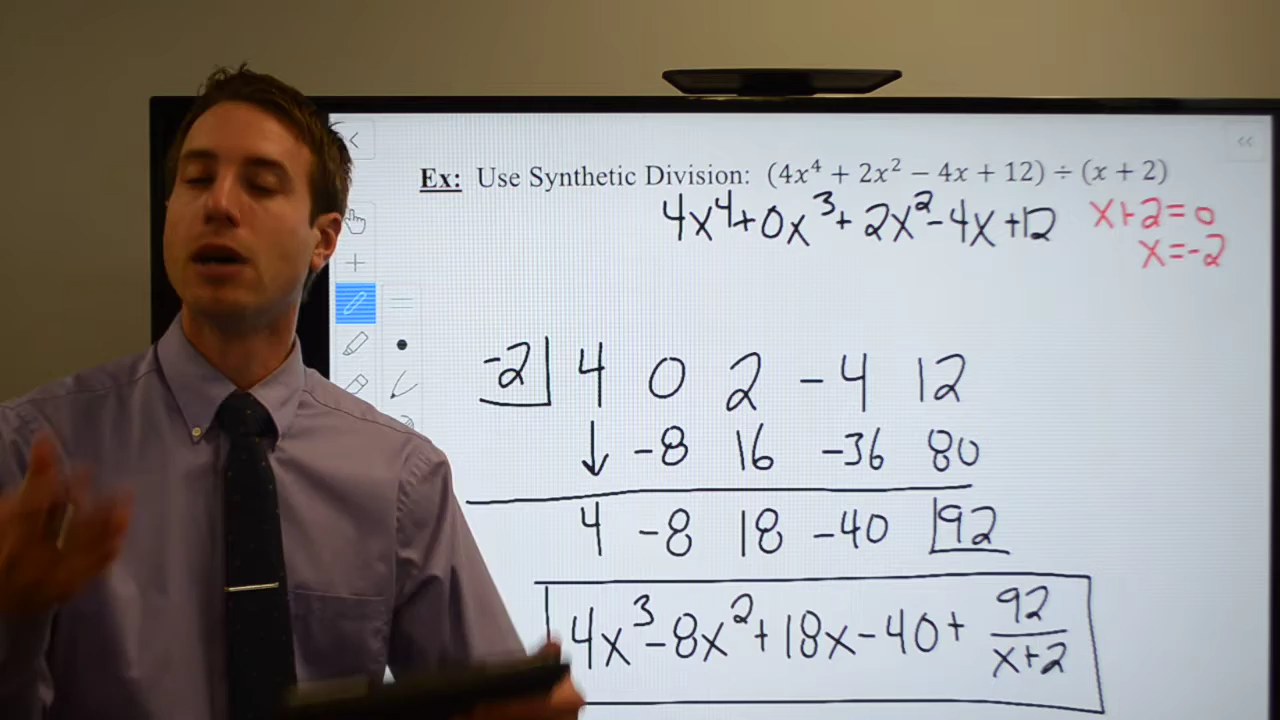 Ex: Use Synthetic Division: (4x⁴ + 2x² − 4x + 12) ÷ (x + 2)
4x⁴+0x³+2x²-4x+12 x+2=0
x=-2
-2 4 0 2 -4 12
↓ -8 16 -36 80
4 -8 18 -40 92
4x³-8x²+18x-40+ 92/x+2